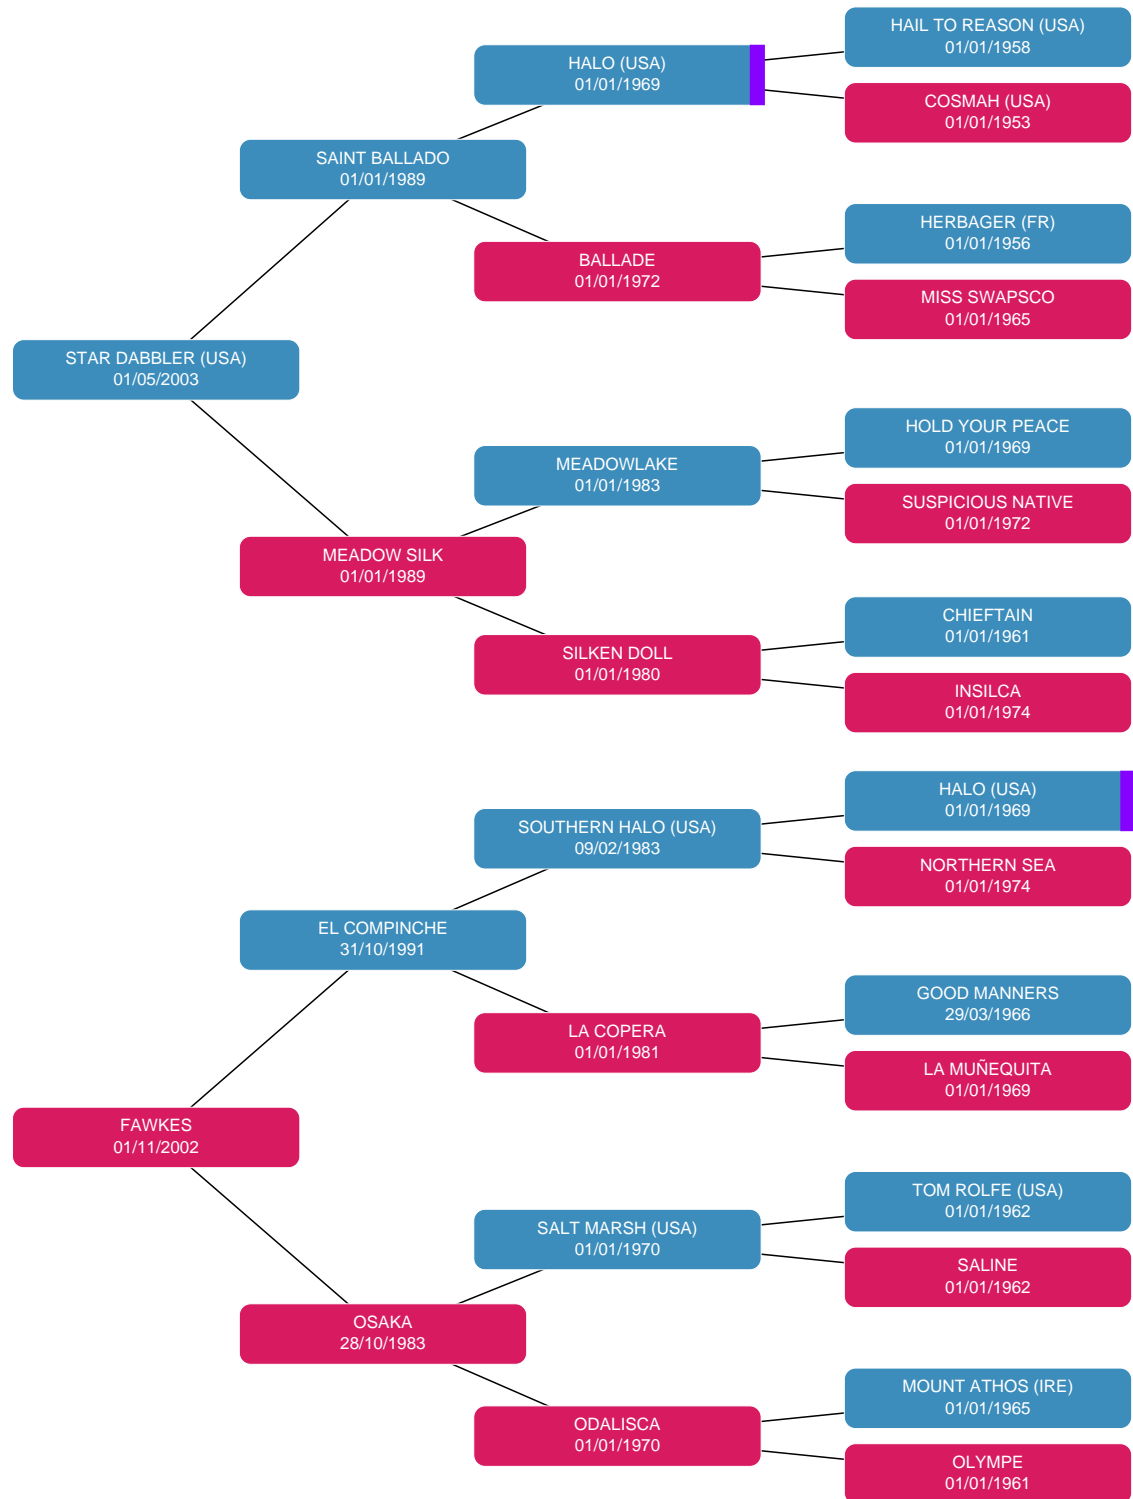 HAIL TO REASON (USA)
01/01/1958
HALO (USA)
01/01/1969
COSMAH (USA)
01/01/1953
SAINT BALLADO
01/01/1989
HERBAGER (FR)
01/01/1956
BALLADE
01/01/1972
MISS SWAPSCO
01/01/1965
STAR DABBLER (USA)
01/05/2003
HOLD YOUR PEACE
01/01/1969
MEADOWLAKE
01/01/1983
SUSPICIOUS NATIVE
01/01/1972
MEADOW SILK
01/01/1989
CHIEFTAIN
01/01/1961
SILKEN DOLL
01/01/1980
INSILCA
01/01/1974
HALO (USA)
01/01/1969
SOUTHERN HALO (USA)
09/02/1983
NORTHERN SEA
01/01/1974
EL COMPINCHE
31/10/1991
GOOD MANNERS
29/03/1966
LA COPERA
01/01/1981
LA MUÑEQUITA
01/01/1969
FAWKES
01/11/2002
TOM ROLFE (USA)
01/01/1962
SALT MARSH (USA)
01/01/1970
SALINE
01/01/1962
OSAKA
28/10/1983
MOUNT ATHOS (IRE)
01/01/1965
ODALISCA
01/01/1970
OLYMPE
01/01/1961